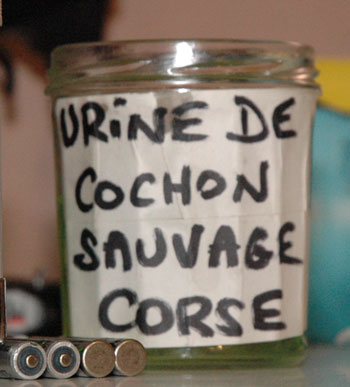 URiNE DE
COCHON
SAUVAGE
CORSE